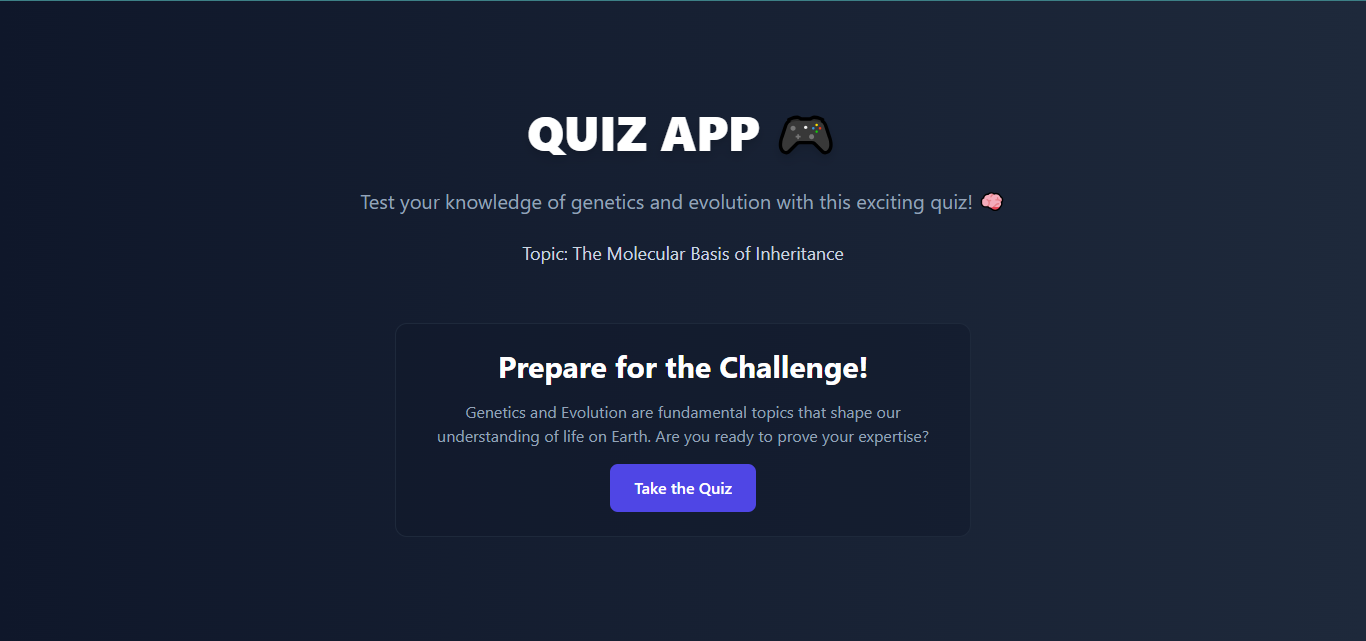 QUIZ APP 🎮
Test your knowledge of genetics and evolution with this exciting quiz! 🧠
Topic: The Molecular Basis of Inheritance
Prepare for the Challenge!
Genetics and Evolution are fundamental topics that shape our
understanding of life on Earth. Are you ready to prove your expertise?
Take the Quiz